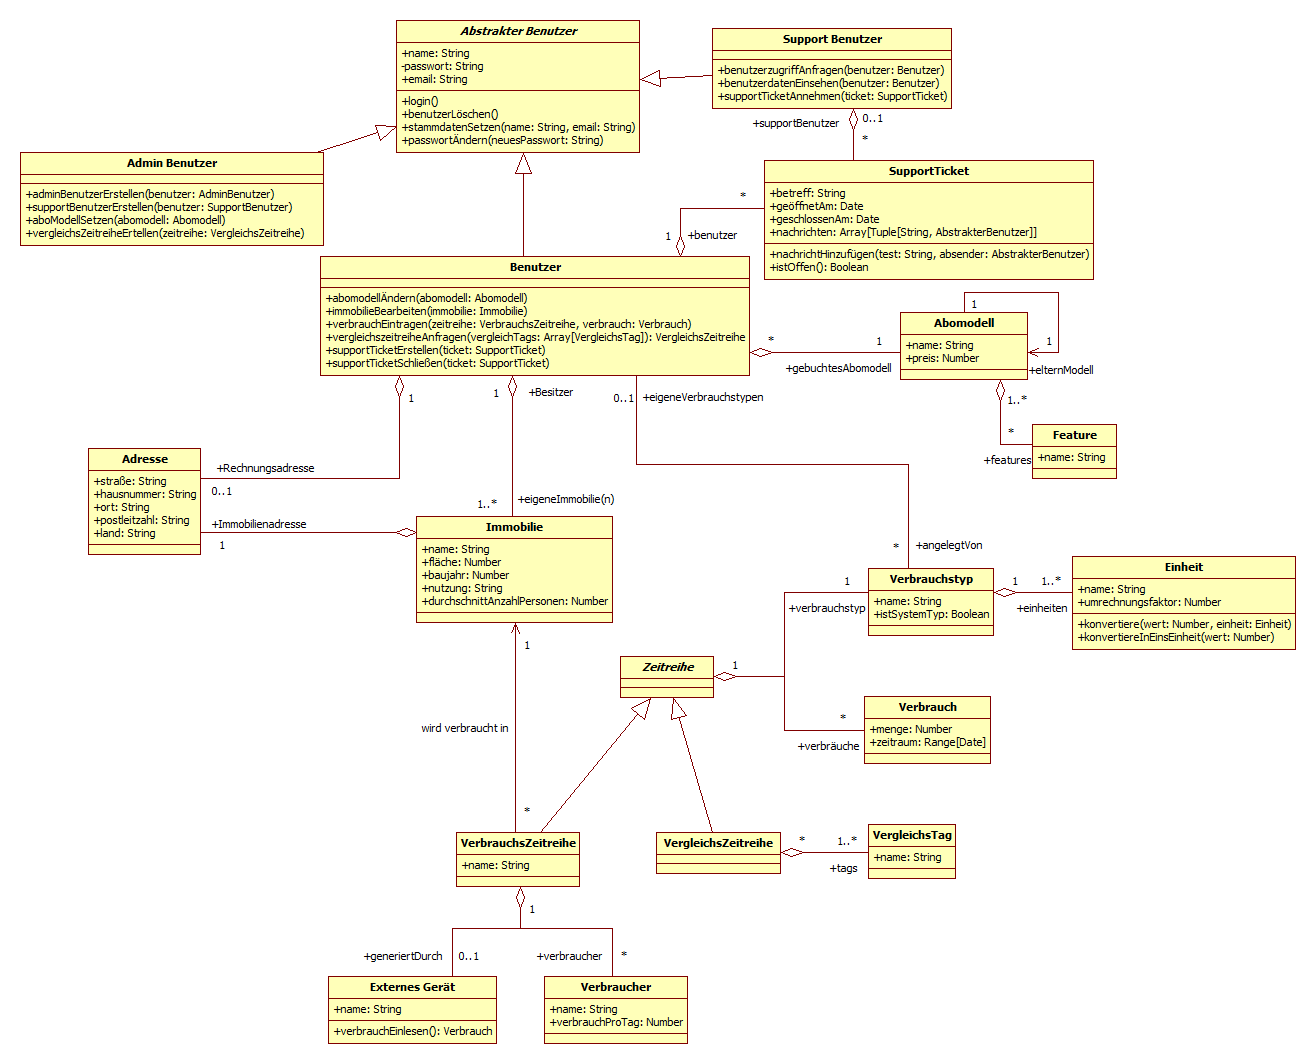 Abstrakter Benutzer
+name: String
-passwort: String
+email: String
+login()
+benutzerLöschen()
+stammdatenSetzen(name: String, email: String)
+passwortÄndern(neuesPasswort: String)
Support Benutzer
+benutzerzugriffAnfragen(benutzer: Benutzer)
+benutzerdatenEinsehen(benutzer: Benutzer)
+supportTicketAnnehmen(ticket: SupportTicket)
+supportBenutzer
0..1
*
Admin Benutzer
+adminBenutzerErstellen(benutzer: AdminBenutzer)
+supportBenutzerErstellen(benutzer: SupportBenutzer)
+aboModellSetzen(abomodell: Abomodell)
+vergleichsZeitreiheErtellen(zeitreihe: VergleichsZeitreihe)
SupportTicket
+betreff: String
+geöffnetAm: Date
+geschlossenAm: Date
+nachrichten: Array[Tuple[String, AbstrakterBenutzer]]
+nachrichtHinzufügen(test: String, absender: AbstrakterBenutzer)
+istOffen(): Boolean
*
1
+benutzer
Benutzer
+abomodellÄndern(abomodell: Abomodell)
+immobilieBearbeiten(immobilie: Immobilie)
+verbrauchEintragen(zeitreihe: VerbrauchsZeitreihe, verbrauch: Verbrauch)
+vergleichszeitreiheAnfragen(vergleichTags: Array[VergleichsTag]): VergleichsZeitreihe
+supportTicketErstellen(ticket: SupportTicket)
+supportTicketSchließen(ticket: SupportTicket)
*
1
+gebuchtesAbomodell
Abomodell
+name: String
+preis: Number
1
1
+elternModell
1..*
*
+features
Feature
+name: String
1
+Rechnungsadresse
0..1
1
+Besitzer
1..*
+eigeneImmobilie(n)
0..1
+eigeneVerbrauchstypen
*
+angelegtVon
Adresse
+straße: String
+hausnummer: String
+ort: String
+postleitzahl: String
+land: String
+Immobilienadresse
1
Immobilie
+name: String
+fläche: Number
+baujahr: Number
+nutzung: String
+durchschnittAnzahlPersonen: Number
Verbrauchstyp
+name: String
+istSystemTyp: Boolean
1
1..*
+einheiten
Einheit
+name: String
+umrechnungsfaktor: Number
+konvertiere(wert: Number, einheit: Einheit)
+konvertiereInEinsEinheit(wert: Number)
1
+verbrauchstyp
Zeitreihe
1
*
+verbräuche
Verbrauch
+menge: Number
+zeitraum: Range[Date]
1
wird verbraucht in
*
VerbrauchsZeitreihe
+name: String
VergleichsZeitreihe
*
1..*
+tags
VergleichsTag
+name: String
1
+generiertDurch
0..1
+verbraucher
*
Externes Gerät
+name: String
+verbrauchEinlesen(): Verbrauch
Verbraucher
+name: String
+verbrauchProTag: Number